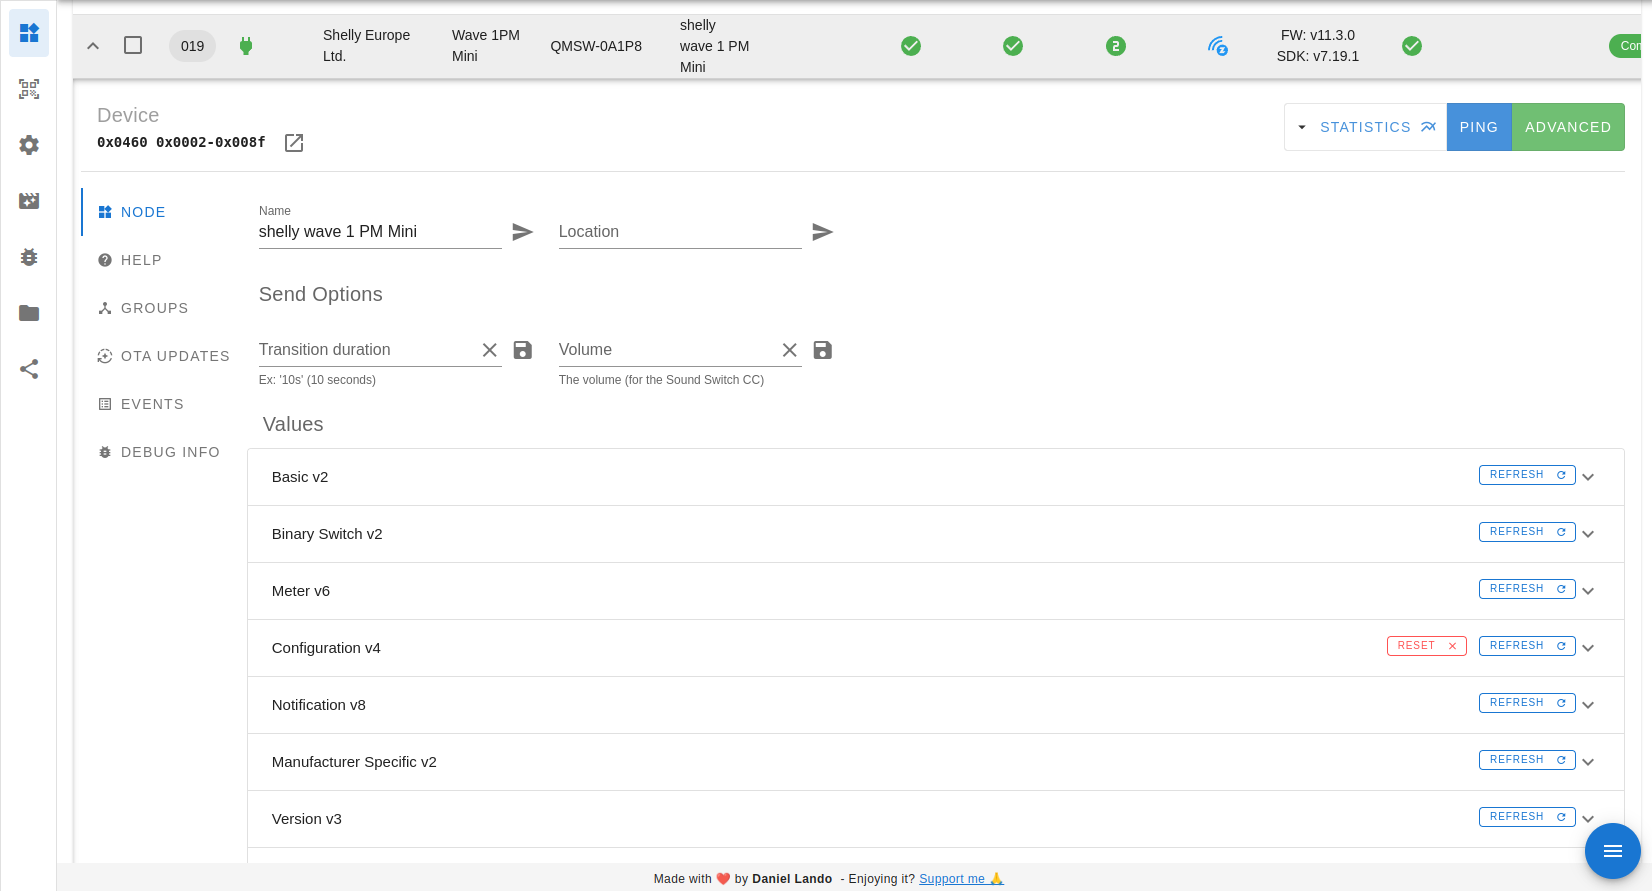 019
Shelly Europe Ltd.
Wave 1PM Mini
QMSW-0A1P8
shelly wave 1 PM Mini
2
z
FW: v11.3.0
SDK: v7.19.1
Device
0x0460 0x0002-0x008f
STATISTICS
PING
ADVANCED
NODE
HELP
GROUPS
OTA UPDATES
EVENTS
DEBUG INFO
Name
shelly wave 1 PM Mini
Location
Send Options
Transition duration
Ex: '10s' (10 seconds)
Volume
The volume (for the Sound Switch CC)
Values
Basic v2
REFRESH
Binary Switch v2
REFRESH
Meter v6
REFRESH
Configuration v4
RESET
REFRESH
Notification v8
REFRESH
Manufacturer Specific v2
REFRESH
Version v3
REFRESH
Made with ❤️ by Daniel Lando - Enjoying it? Support me 🙏